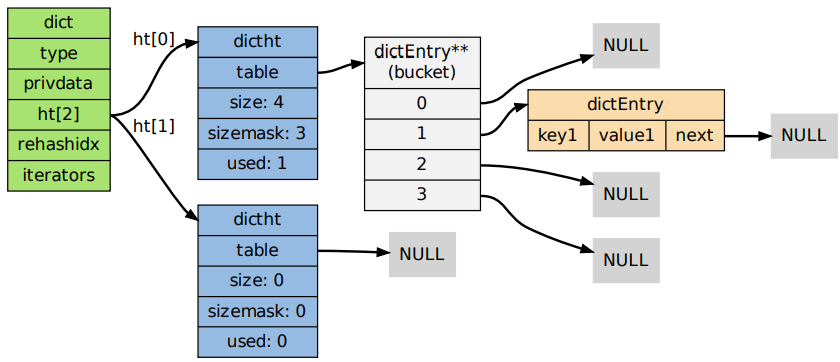 dict
type
privdata
ht[2]
rehashidx
iterators
ht[0]
ht[1]
dictht
table
size: 4
sizemask: 3
used: 1
dictht
table
size: 0
sizemask: 0
used: 0
NULL
dictEntry**
(bucket)
0
1
2
3
NULL
dictEntry
key1 value1 next
NULL
NULL
NULL